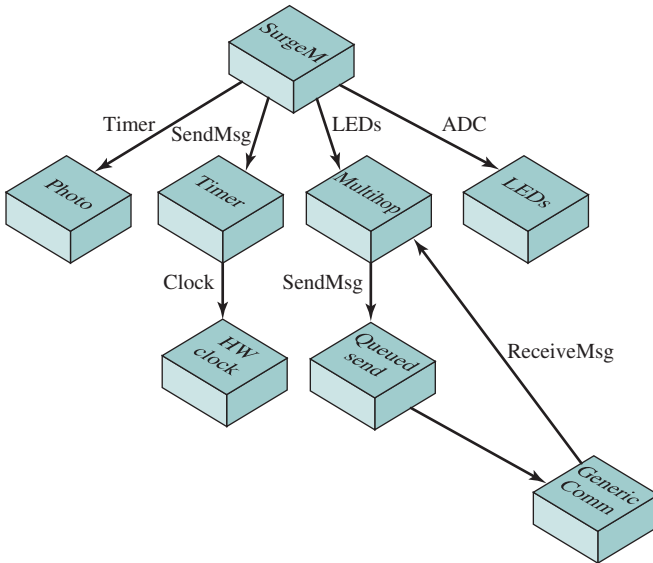 SurgeM
Timer
SendMsg
LEDs
ADC
Photo
Timer
Multihop
LEDs
Clock
SendMsg
HW
clock
Queued
send
ReceiveMsg
Generic
Comm